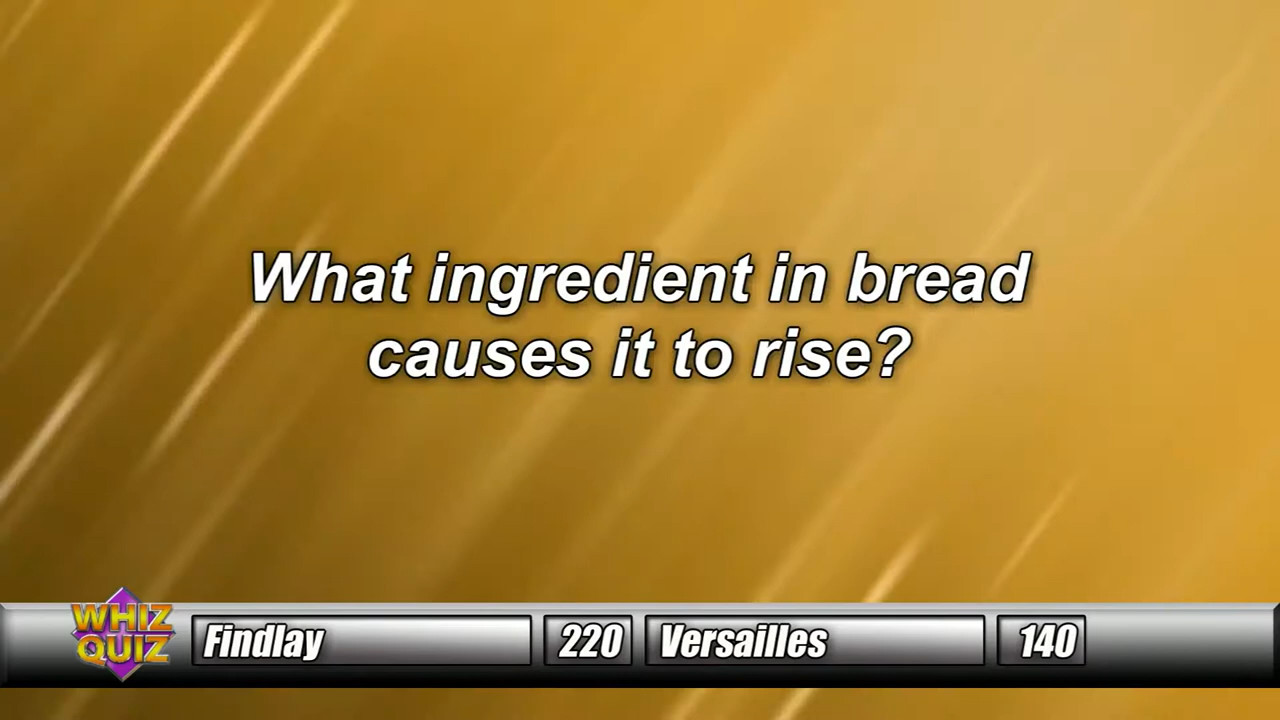 What ingredient in bread
causes it to rise?
WHIZ
QUIZ
Findlay 220 Versailles 140